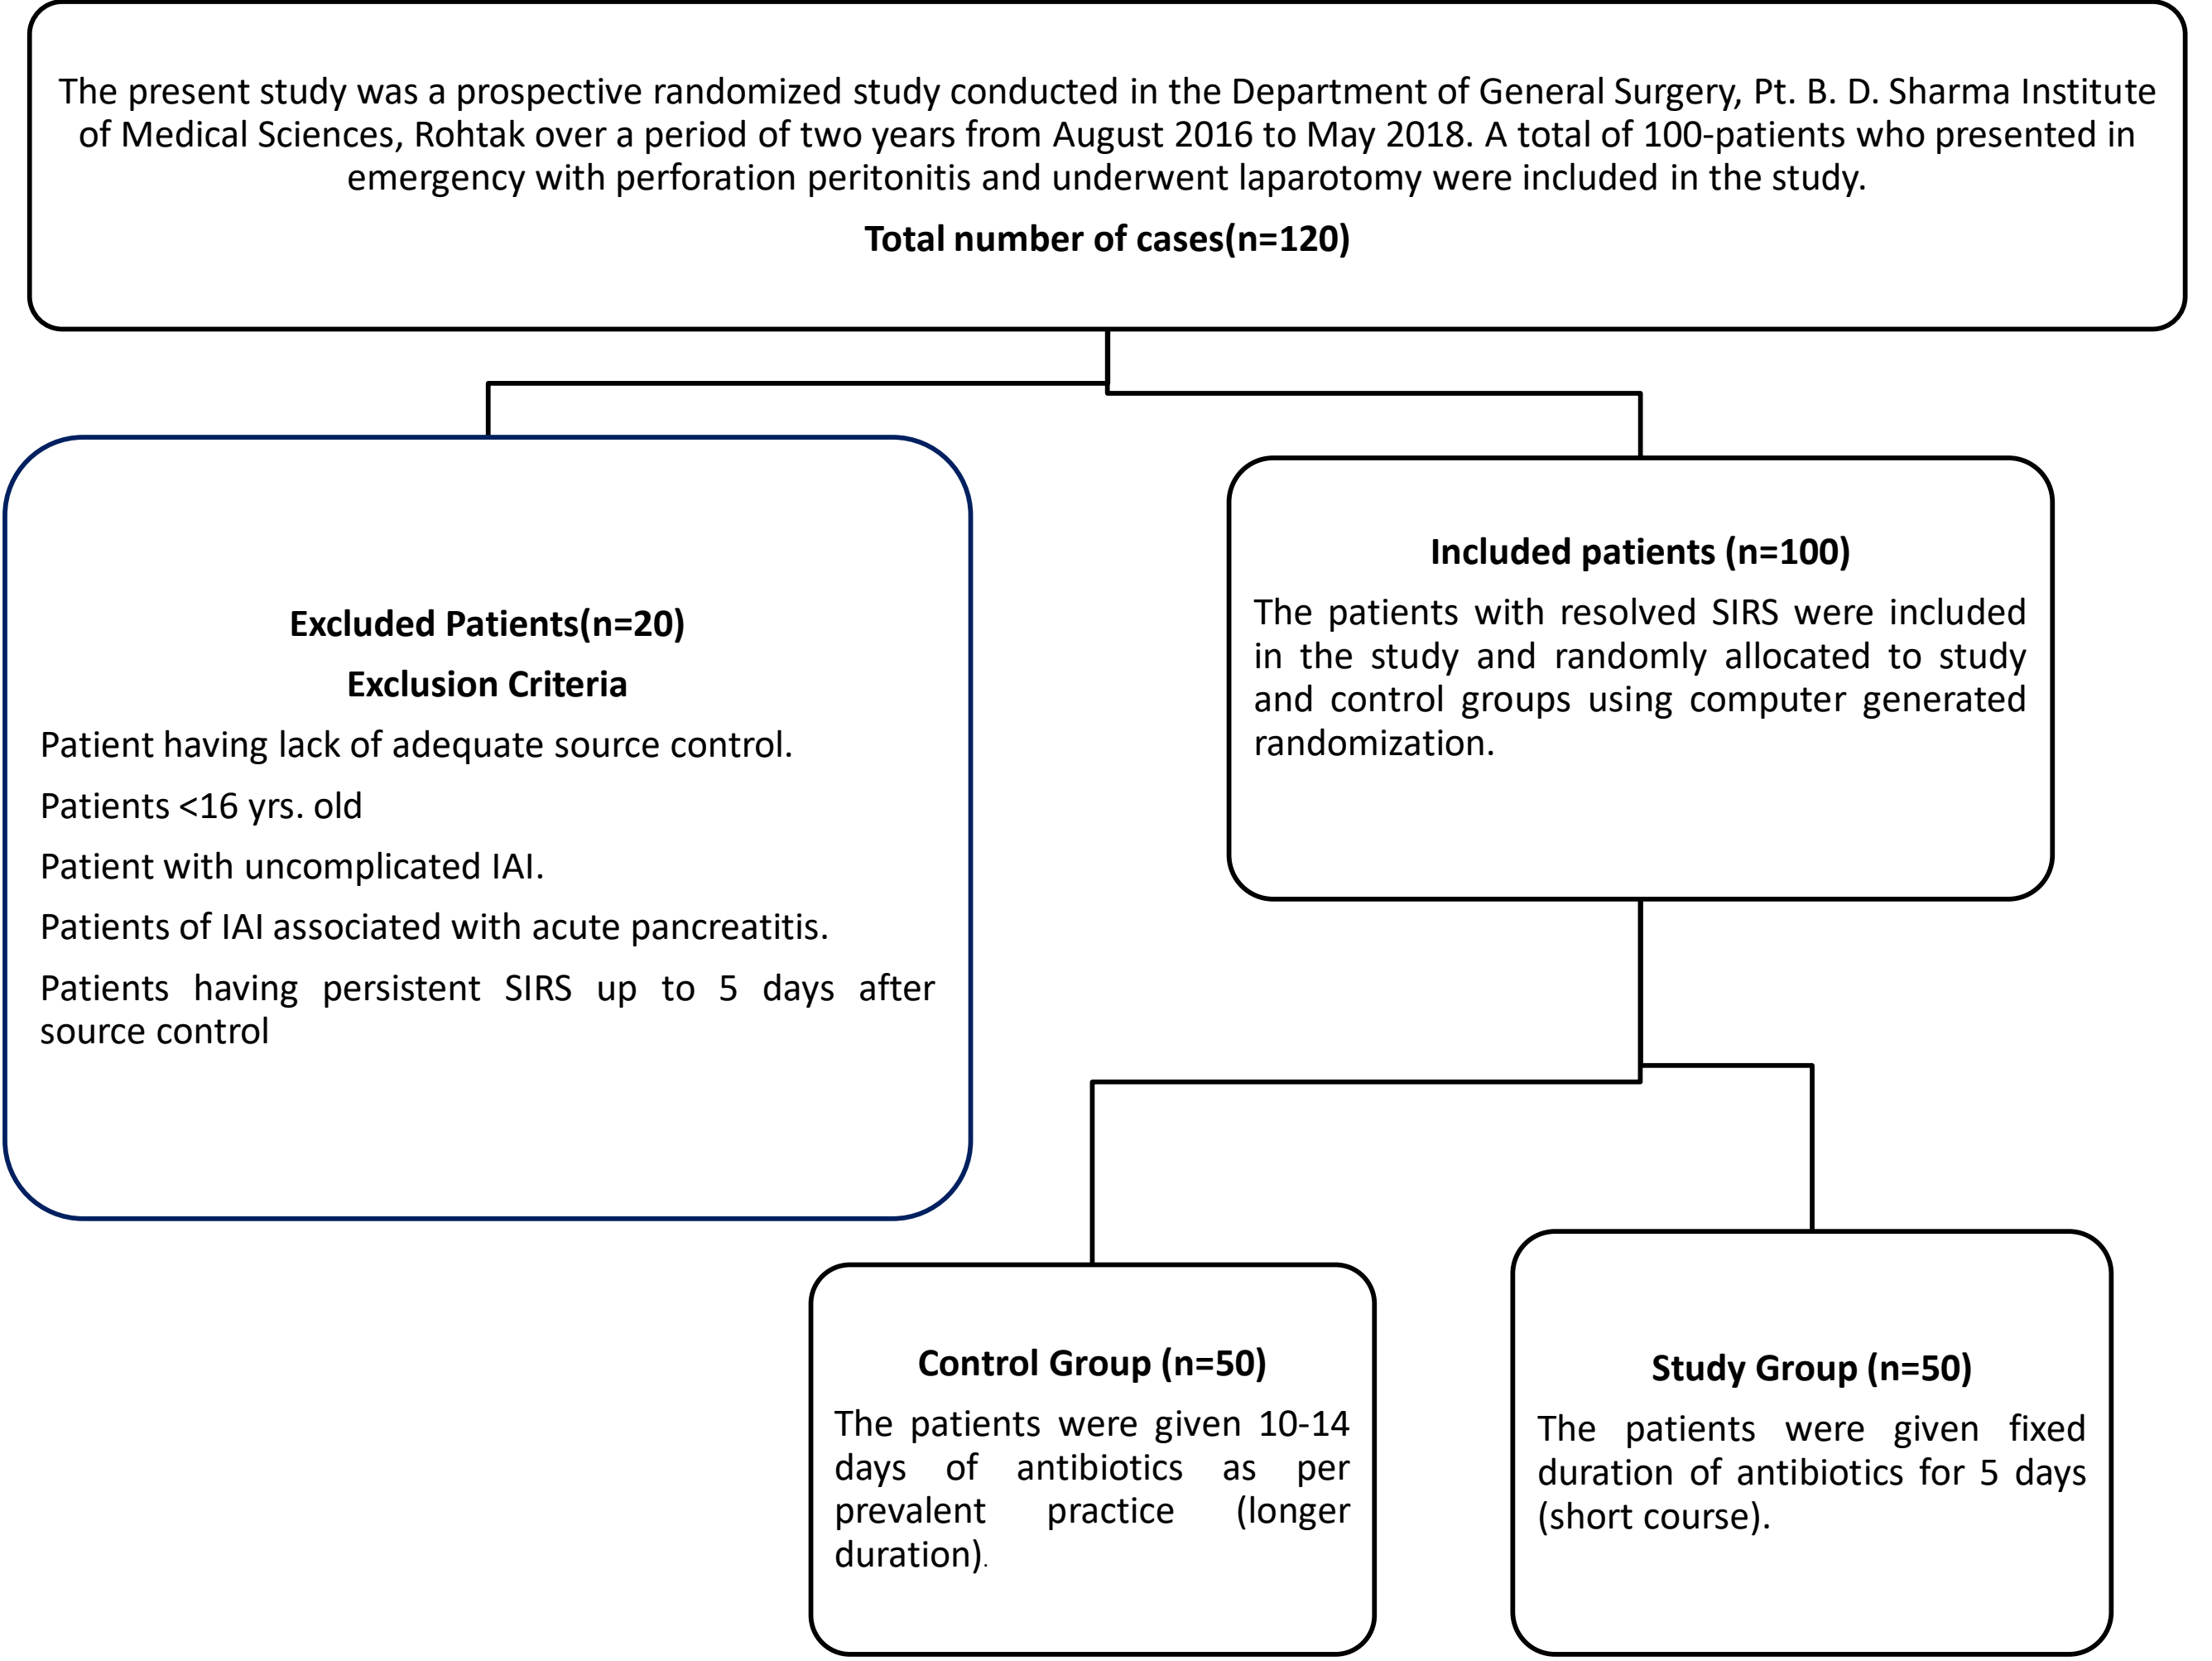 The present study was a prospective randomized study conducted in the Department of General Surgery, Pt. B. D. Sharma Institute
of Medical Sciences, Rohtak over a period of two years from August 2016 to May 2018. A total of 100-patients who presented in
emergency with perforation peritonitis and underwent laparotomy were included in the study.
Total number of cases(n=120)
Excluded Patients(n=20)
Exclusion Criteria
Patient having lack of adequate source control.
Patients <16 yrs. old
Patient with uncomplicated IAI.
Patients of IAI associated with acute pancreatitis.
Patients having persistent SIRS up to 5 days after
source control
Included patients (n=100)
The patients with resolved SIRS were included
in the study and randomly allocated to study
and control groups using computer generated
randomization.
Control Group (n=50)
The patients were given 10-14
days of antibiotics as per
prevalent practice (longer
duration).
Study Group (n=50)
The patients were given fixed
duration of antibiotics for 5 days
(short course).